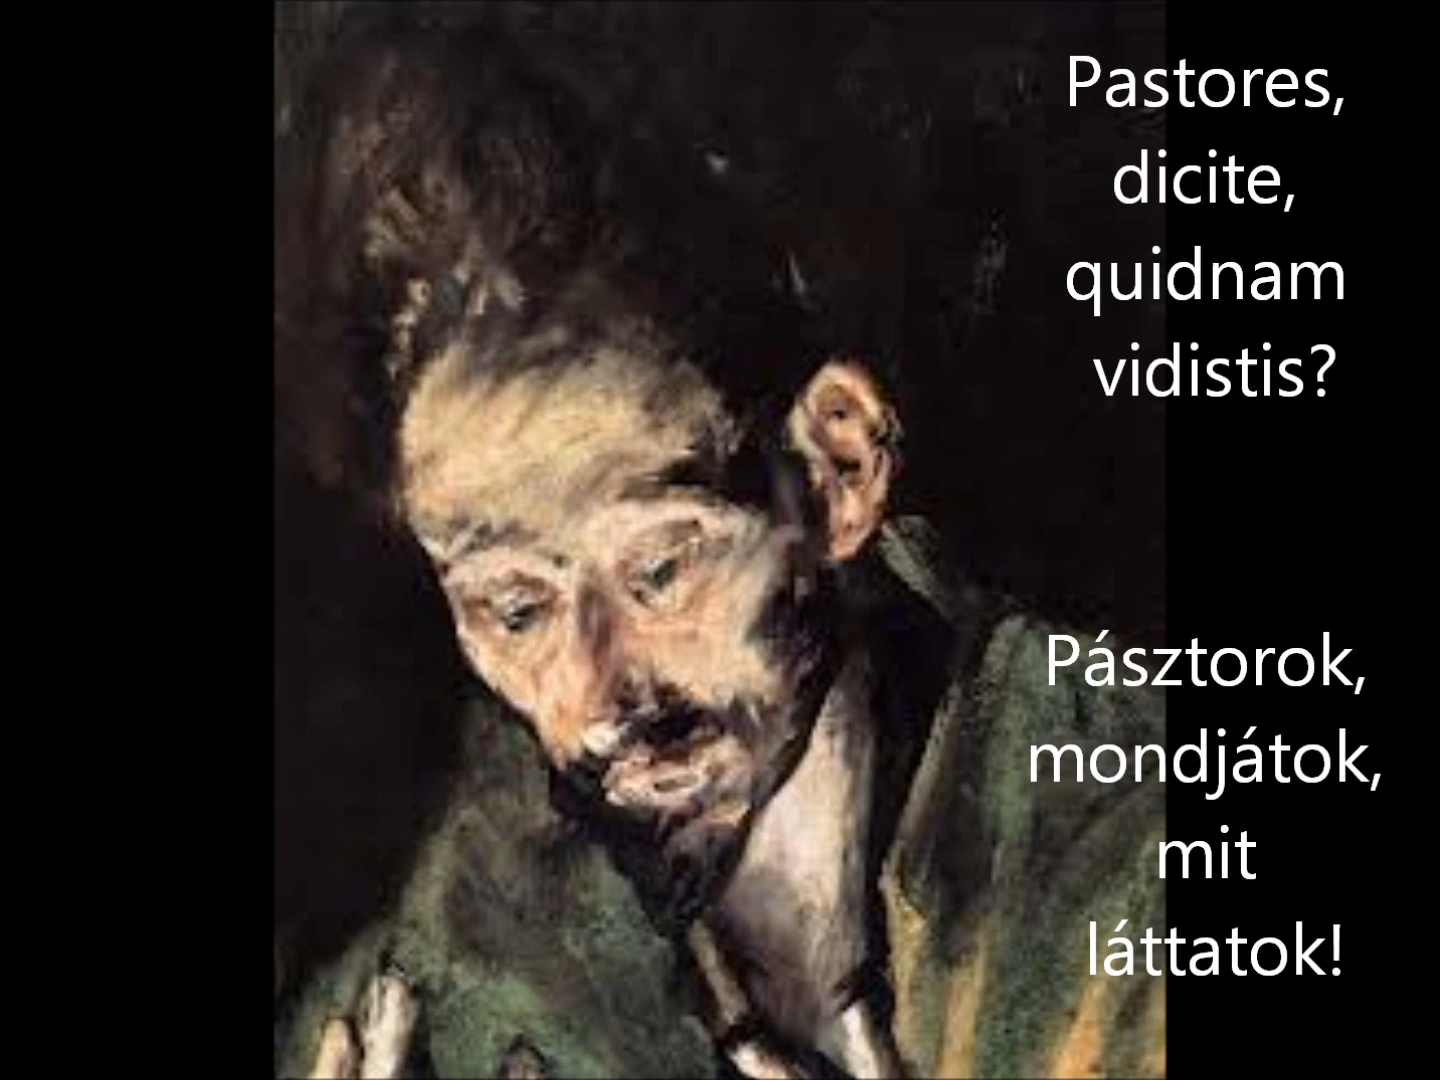 Pastores,
dicite,
quidnam
vidistis?
Pásztorok,
mondjátok,
mit
láttatok!